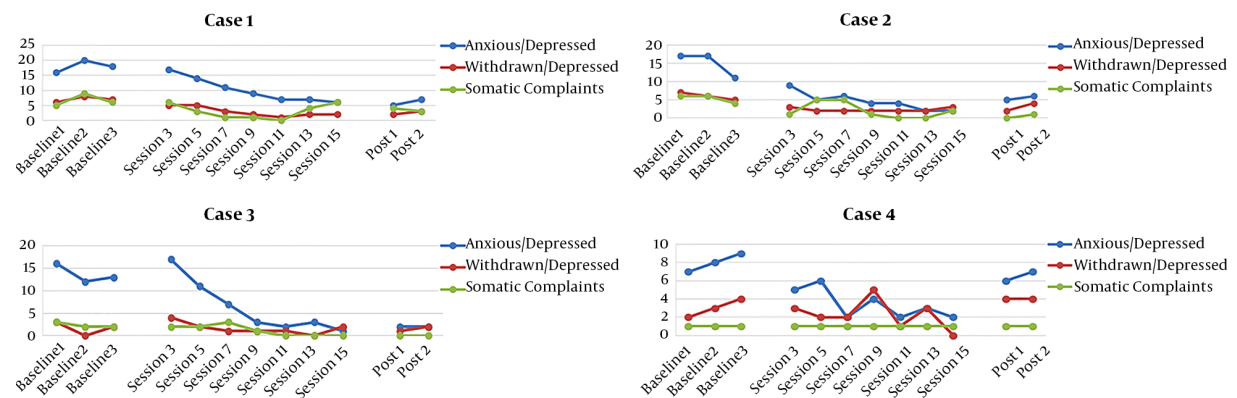 Case 1
25
20
15
10
5
0
Baseline1
Baseline2
Baseline3
Session 3
Session 5
Session 7
Session 9
Session 11
Session 13
Session 15
Post 1
Post 2
Anxious/Depressed
Withdrawn/Depressed
Somatic Complaints
Case 2
20
15
10
5
0
Baseline1
Baseline2
Baseline3
Session 3
Session 5
Session 7
Session 9
Session 11
Session 13
Session 15
Post 1
Post 2
Anxious/Depressed
Withdrawn/Depressed
Somatic Complaints
Case 3
20
15
10
5
0
Baseline1
Baseline2
Baseline3
Session 3
Session 5
Session 7
Session 9
Session 11
Session 13
Session 15
Post 1
Post 2
Anxious/Depressed
Withdrawn/Depressed
Somatic Complaints
Case 4
10
8
6
4
2
0
Baseline1
Baseline2
Baseline3
Session 3
Session 5
Session 7
Session 9
Session 11
Session 13
Session 15
Post 1
Post 2
Anxious/Depressed
Withdrawn/Depressed
Somatic Complaints